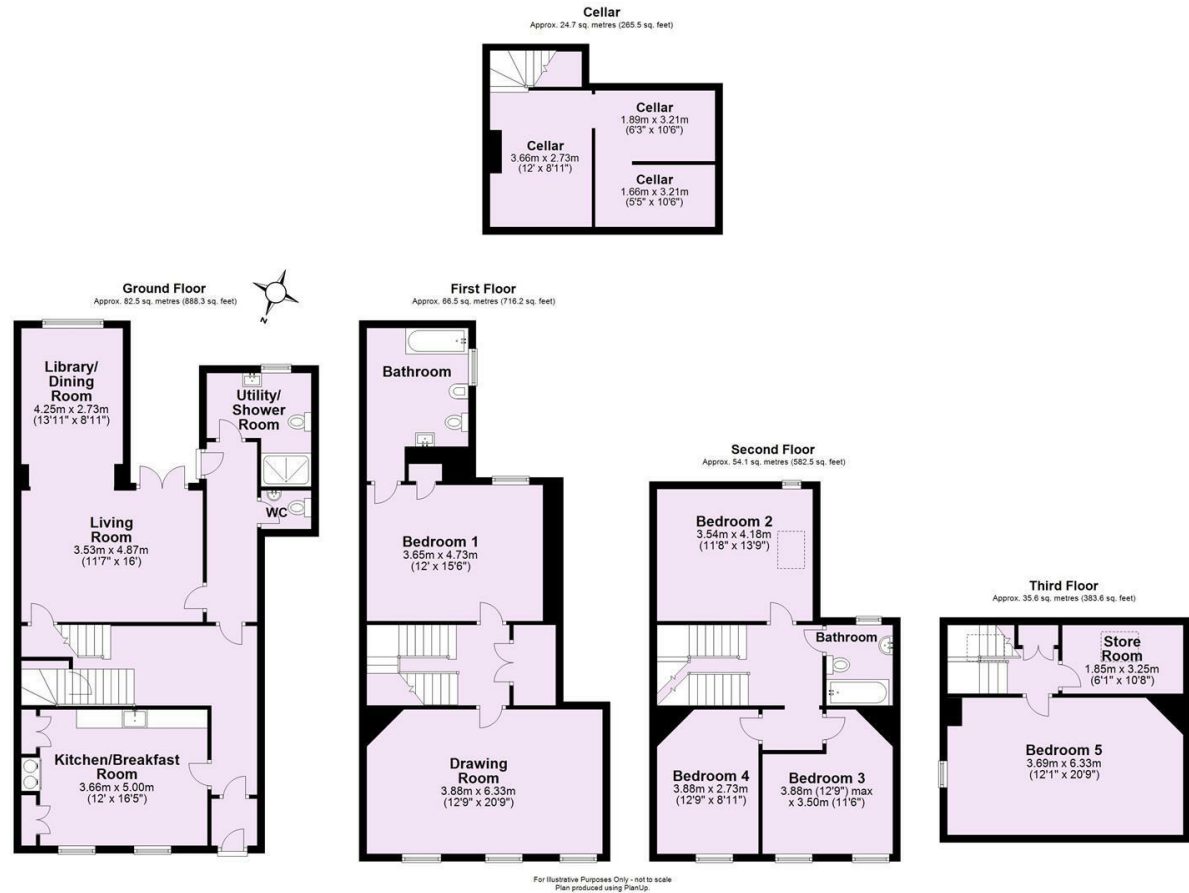 Cellar
Approx. 24.7 sq. metres (265.5 sq. feet)
Cellar
3.66m x 2.73m
(12' x 8'11")
Cellar
1.89m x 3.21m
(6'3" x 10'6")
Cellar
1.66m x 3.21m
(5'5" x 10'6")
Ground Floor
Approx. 82.5 sq. metres (888.3 sq. feet)
N
Library/
Dining
Room
4.25m x 2.73m
(13'11" x 8'11")
Utility/
Shower
Room
WC
Living
Room
3.53m x 4.87m
(11'7" x 16')
Kitchen/Breakfast
Room
3.66m x 5.00m
(12' x 16'5")
First Floor
Approx. 66.5 sq. metres (716.2 sq. feet)
Bathroom
Bedroom 1
3.65m x 4.73m
(12' x 15'6")
Drawing
Room
3.88m x 6.33m
(12'9" x 20'9")
Second Floor
Approx. 54.1 sq. metres (582.5 sq. feet)
Bedroom 2
3.54m x 4.18m
(11'8" x 13'9")
Bathroom
Bedroom 4
3.88m x 2.73m
(12'9" x 8'11")
Bedroom 3
3.88m (12'9") max
x 3.50m (11'6")
Third Floor
Approx. 35.6 sq. metres (383.6 sq. feet)
Store
Room
1.85m x 3.25m
(6'1" x 10'8")
Bedroom 5
3.69m x 6.33m
(12'1" x 20'9")
For Illustrative Purposes Only - not to scale
Plan produced using PlanUp.